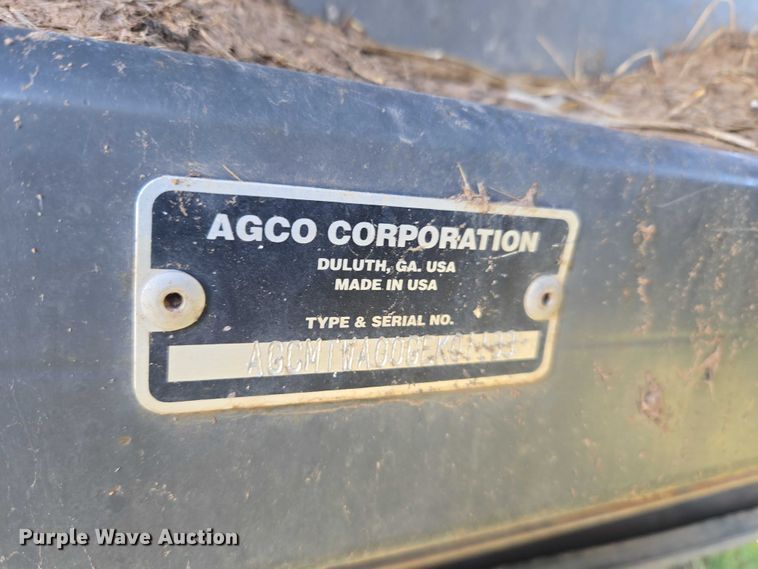 AGCO CORPORATION
DULUTH, GA. USA
MADE IN USA
TYPE & SERIAL NO.
Purple Wave Auction